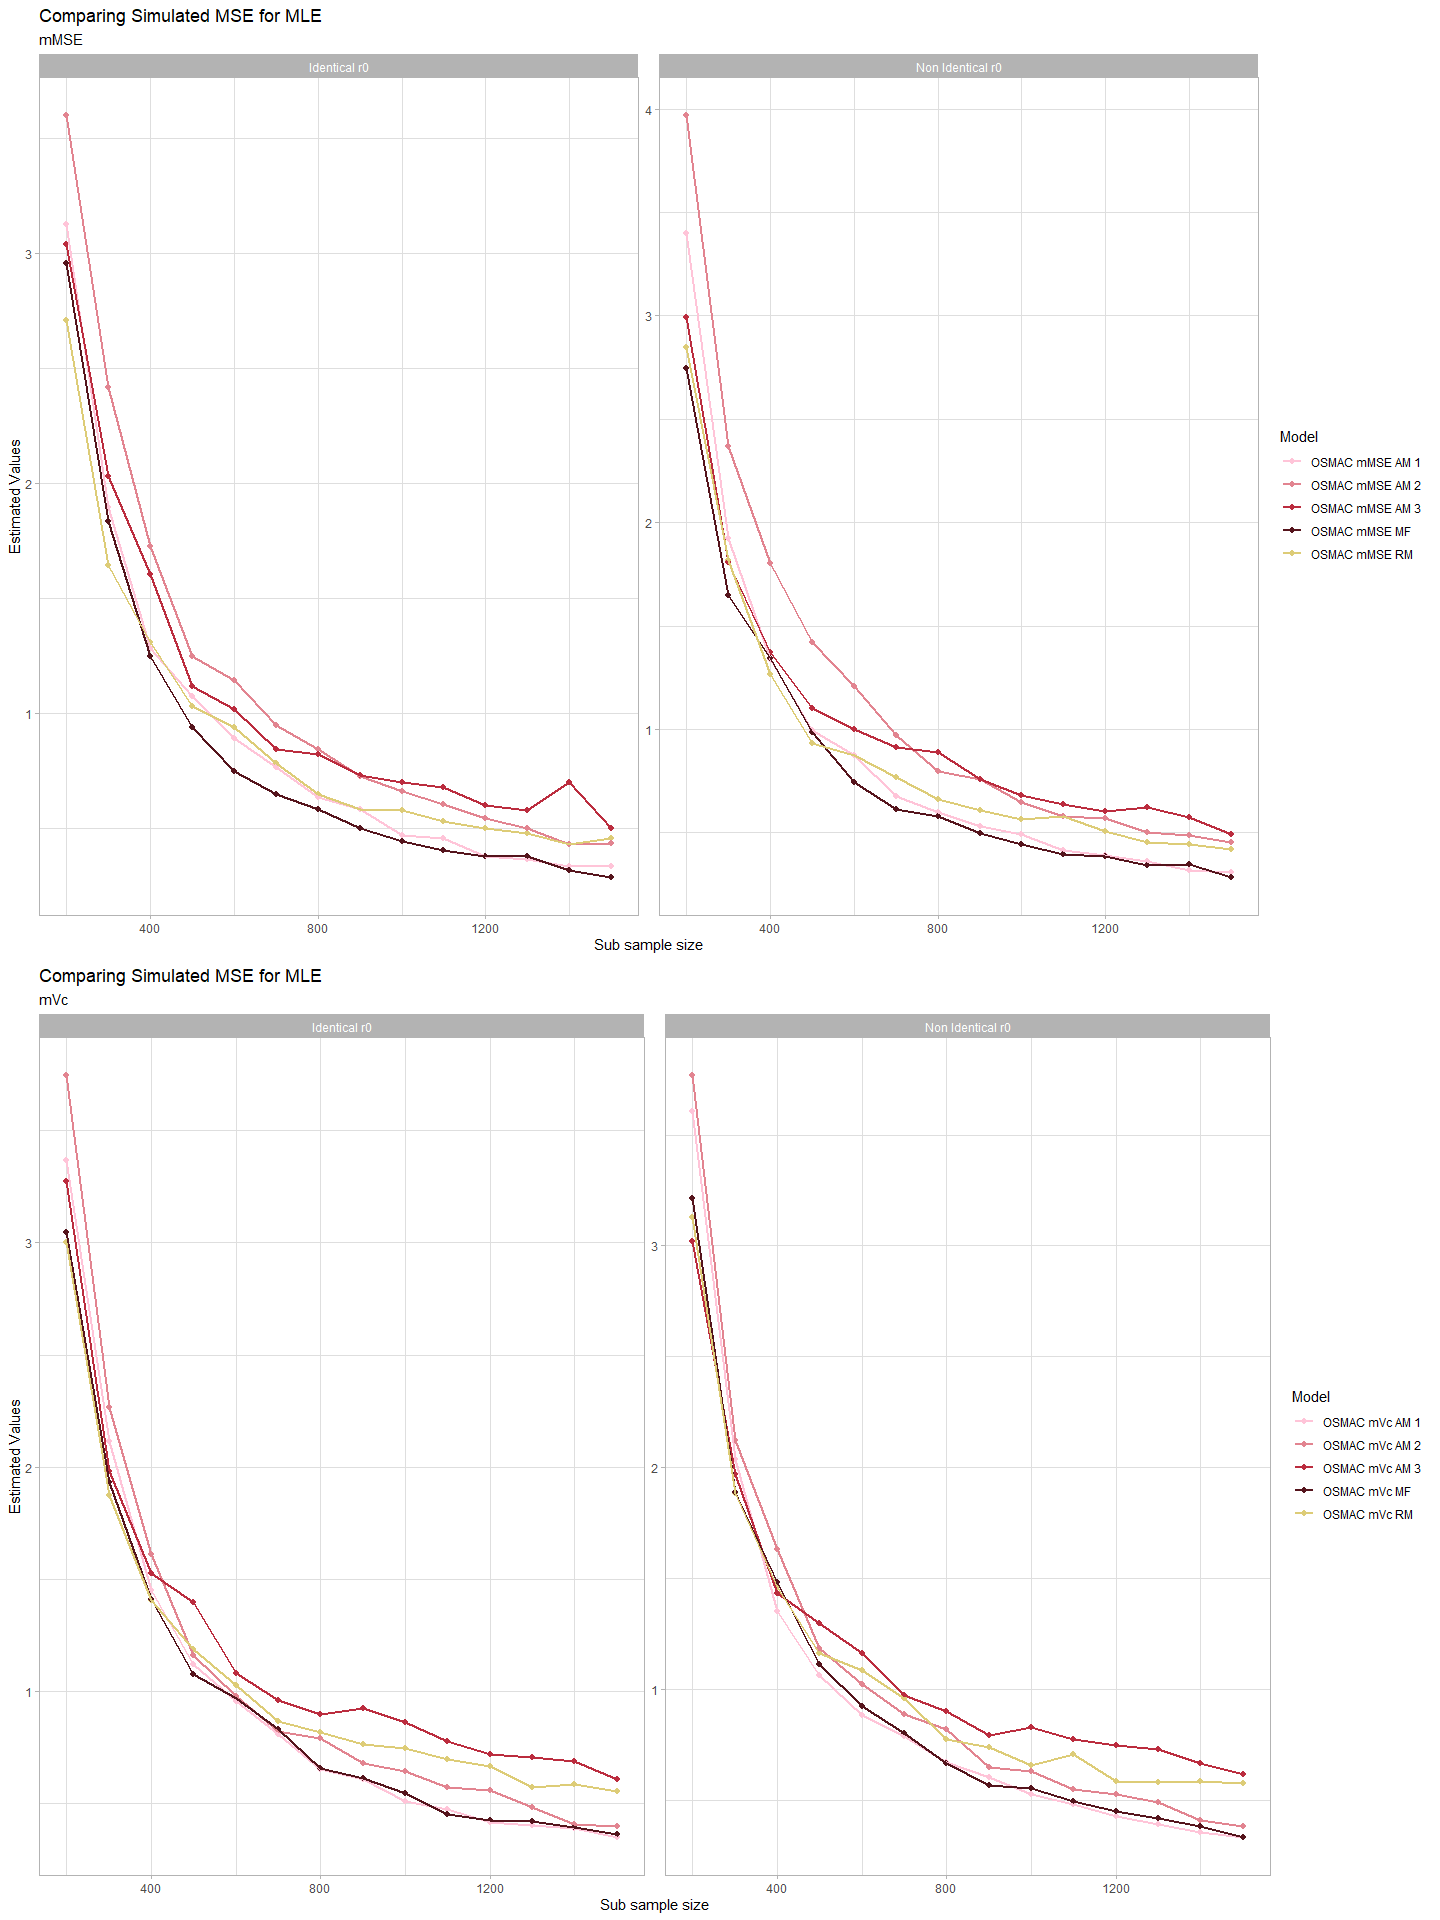 Comparing Simulated MSE for MLE
mMSE
Identical r0
Non Identical r0
Estimated Values
3
2
1
4
3
2
1
400
800
1200
400
800
1200
Sub sample size
Model
OSMAC mMSE AM 1
OSMAC mMSE AM 2
OSMAC mMSE AM 3
OSMAC mMSE MF
OSMAC mMSE RM
Comparing Simulated MSE for MLE
mVc
Identical r0
Non Identical r0
Estimated Values
3
2
1
3
2
1
400
800
1200
400
800
1200
Sub sample size
Model
OSMAC mVc AM 1
OSMAC mVc AM 2
OSMAC mVc AM 3
OSMAC mVc MF
OSMAC mVc RM